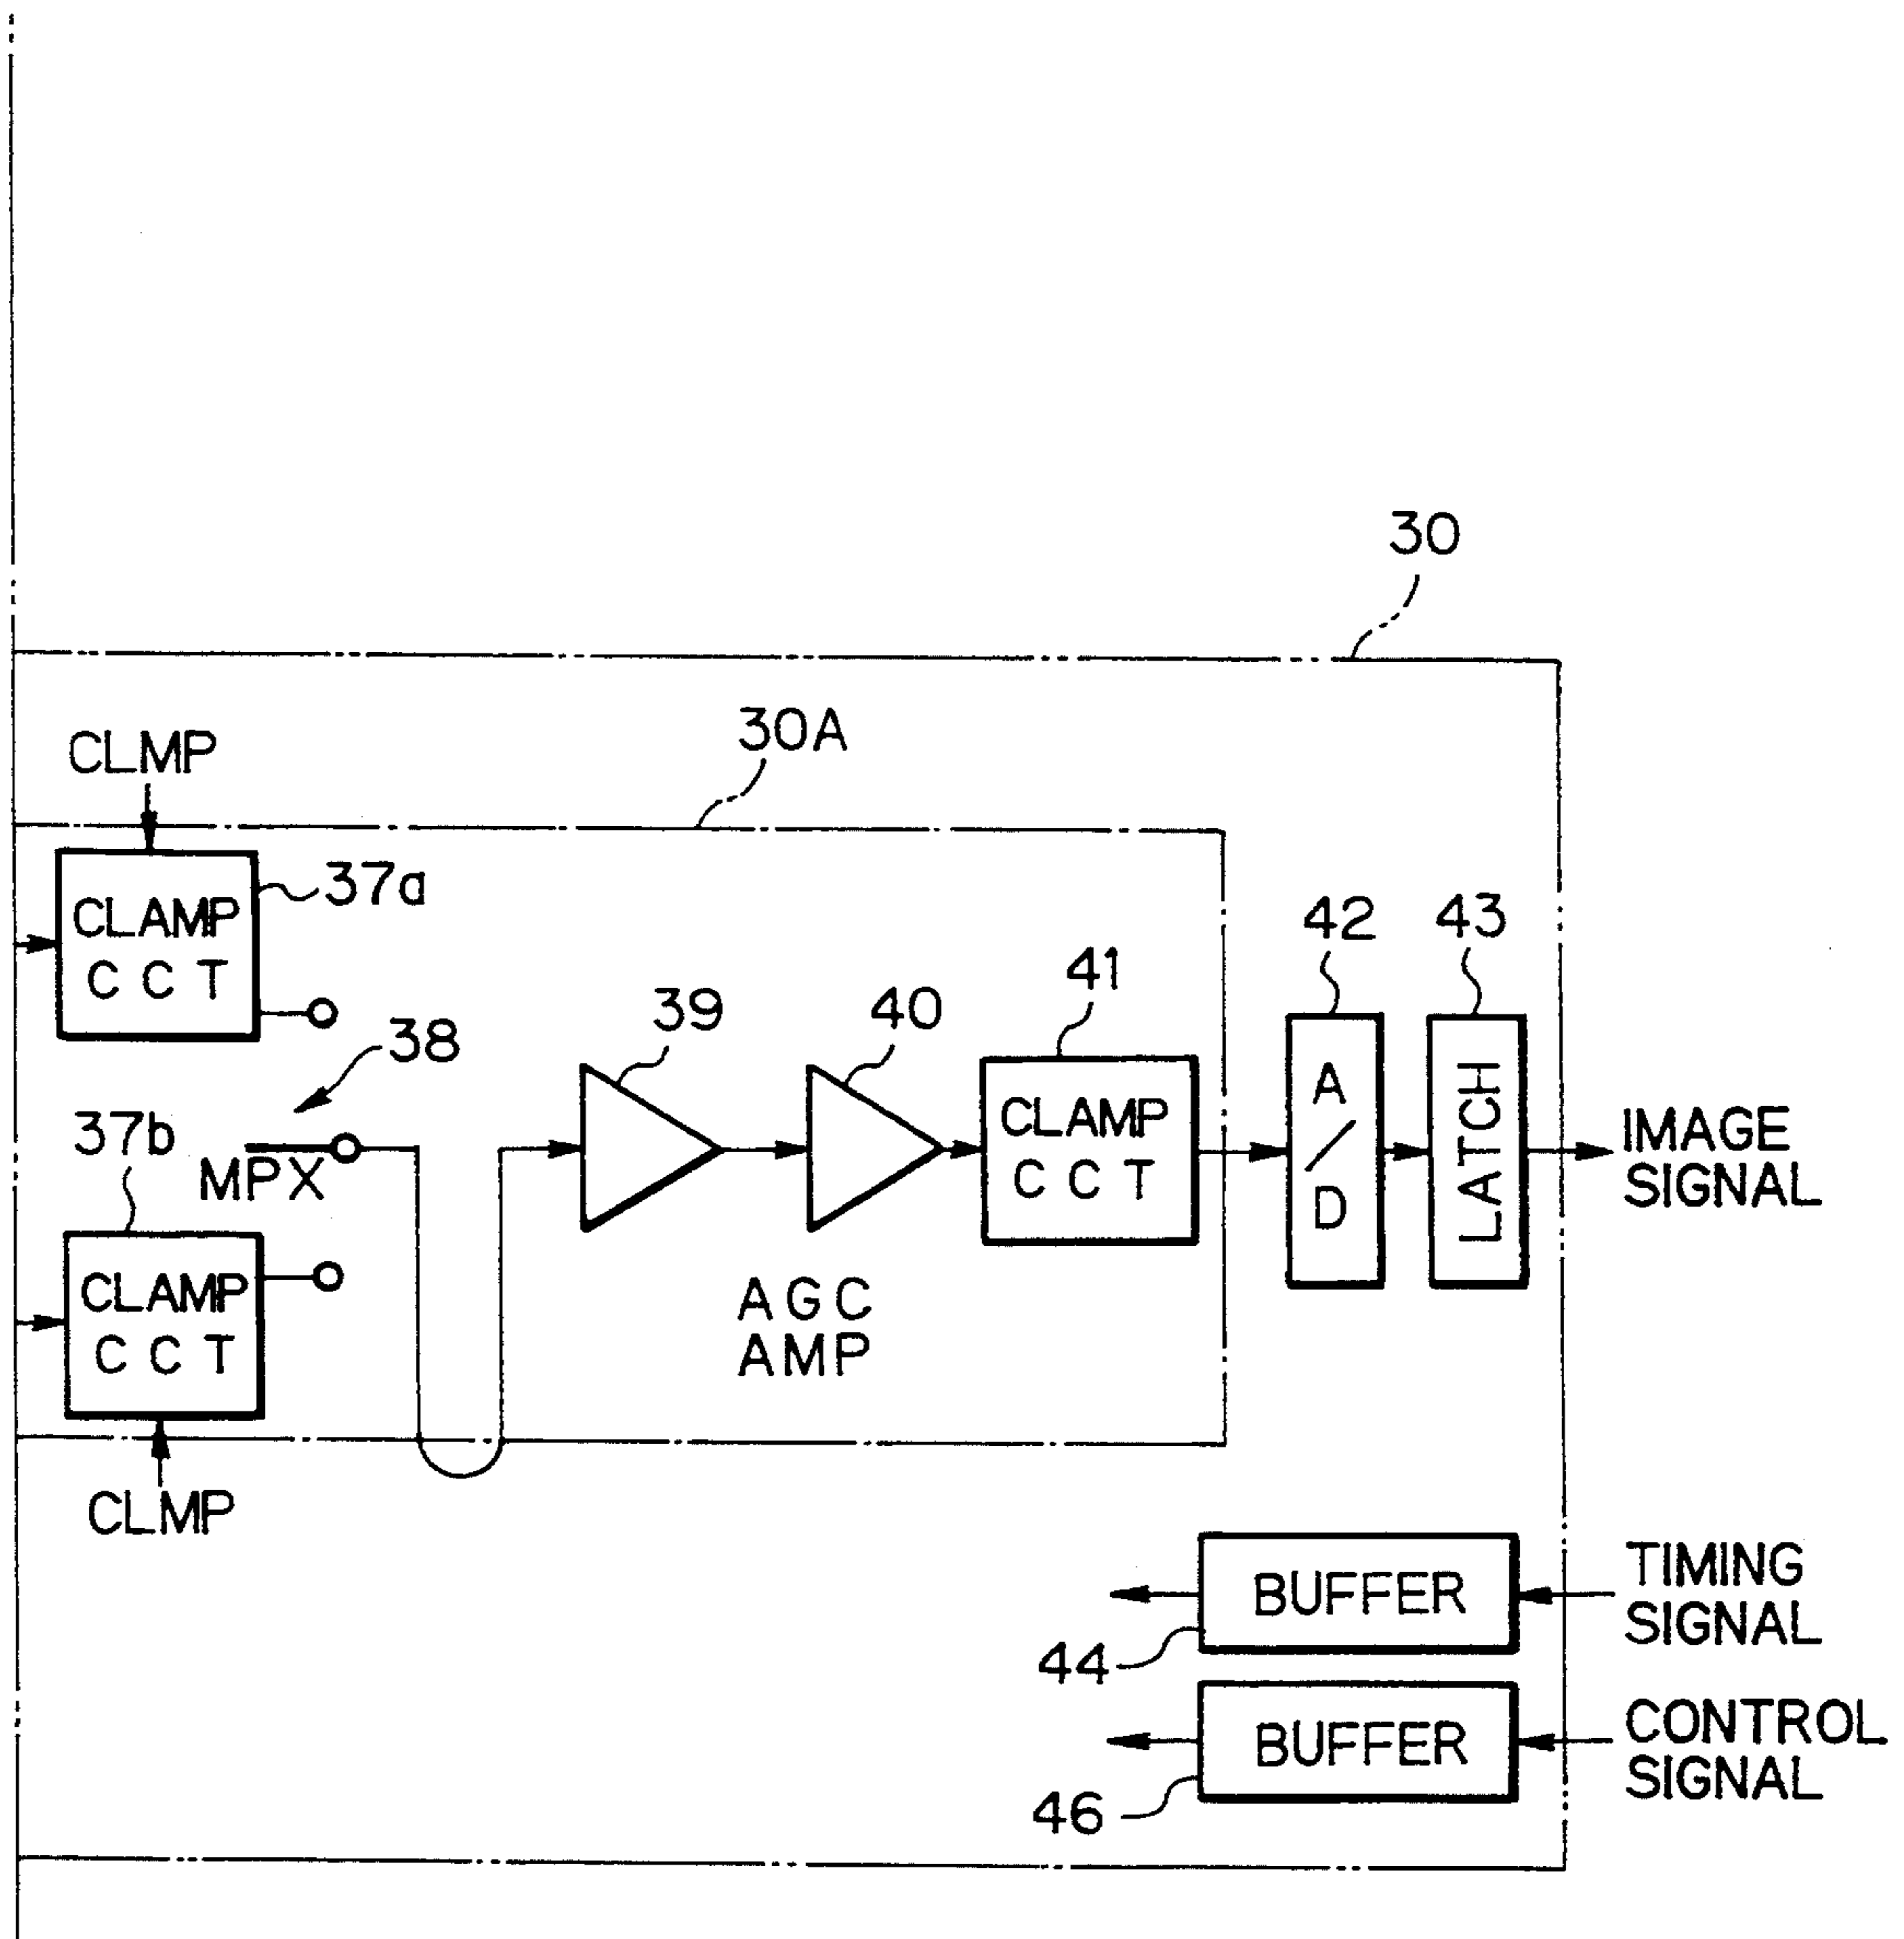 30
30A
CLMP
37a
CLAMP
CCT
42
43
41
39
40
38
A/D
LATCH
CLAMP
CCT
37b
MPX
IMAGE
SIGNAL
CLAMP
CCT
AGC
AMP
CLMP
BUFFER
TIMING
SIGNAL
44
BUFFER
CONTROL
SIGNAL
46